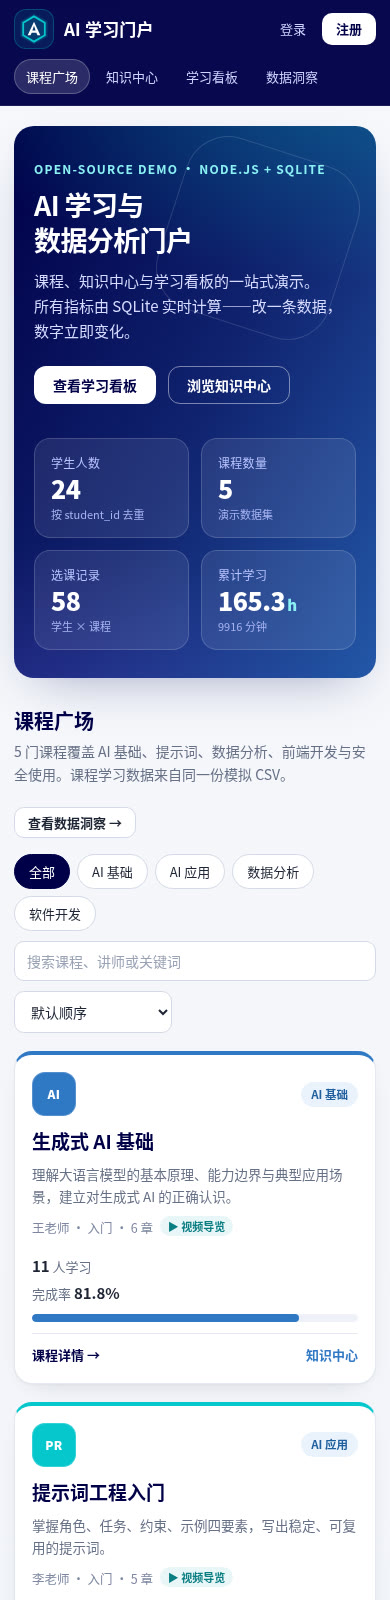 AI 学习门户
登录
注册
课程广场
知识中心
学习看板
数据洞察
OPEN-SOURCE DEMO · NODE.JS + SQLITE
AI 学习与
数据分析门户
课程、知识中心与学习看板的一站式演示。
所有指标由 SQLite 实时计算——改一条数据，
数字立即变化。
查看学习看板
浏览知识中心
学生人数
24
按 student_id 去重
课程数量
5
演示数据集
选课记录
58
学生 × 课程
累计学习
165.3h
9916 分钟
课程广场
5 门课程覆盖 AI 基础、提示词、数据分析、前端开发与安
全使用。课程学习数据来自同一份模拟 CSV。
查看数据洞察 →
全部
AI 基础
AI 应用
数据分析
软件开发
搜索课程、讲师或关键词
默认顺序
AI
AI 基础
生成式 AI 基础
理解大语言模型的基本原理、能力边界与典型应用场
景，建立对生成式 AI 的正确认识。
王老师 · 入门 · 6 章 ▶ 视频导览
11 人学习
完成率 81.8%
课程详情 →
知识中心
PR
AI 应用
提示词工程入门
掌握角色、任务、约束、示例四要素，写出稳定、可复
用的提示词。
李老师 · 入门 · 5 章 ▶ 视频导览